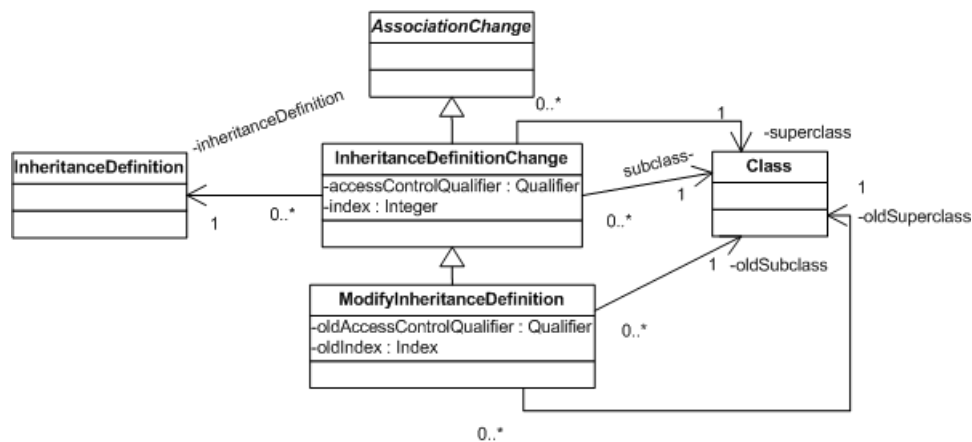 AssociationChange
0..*
1
-inheritanceDefinition
-superclass
InheritanceDefinition
InheritanceDefinitionChange
subclass-
Class
-accessControlQualifier : Qualifier
-index : Integer
1
1
0..*
1
0..*
-oldSuperclass
1
-oldSubclass
ModifyInheritanceDefinition
-oldAccessControlQualifier : Qualifier
0..*
-oldIndex : Index
0..*